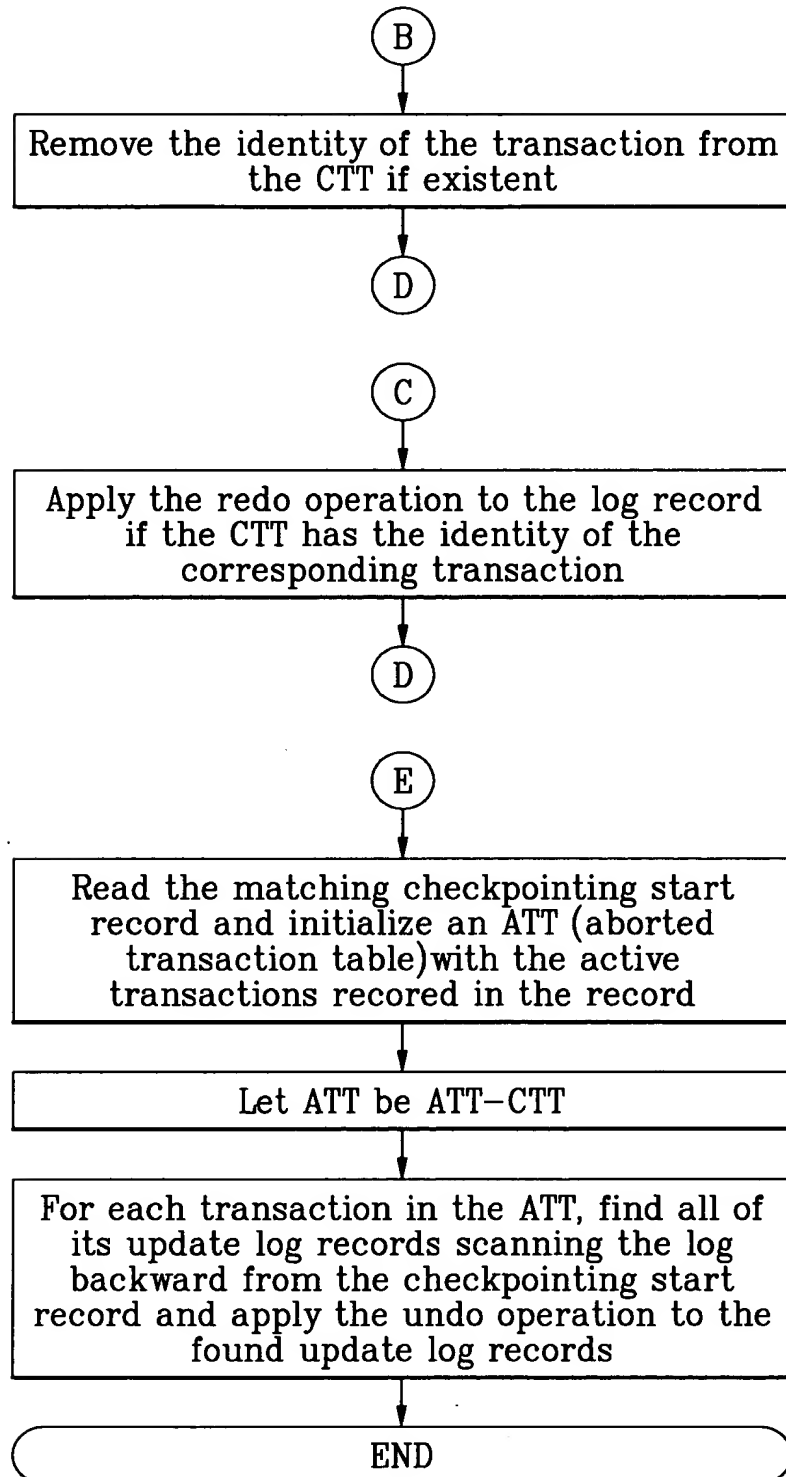 B
Remove the identity of the transaction from
the CTT if existent
D
C
Apply the redo operation to the log record
if the CTT has the identity of the
corresponding transaction
D
E
Read the matching checkpointing start
record and initialize an ATT (aborted
transaction table)with the active
transactions recored in the record
Let ATT be ATT-CTT
For each transaction in the ATT, find all of
its update log records scanning the log
backward from the checkpointing start
record and apply the undo operation to the
found update log records
END